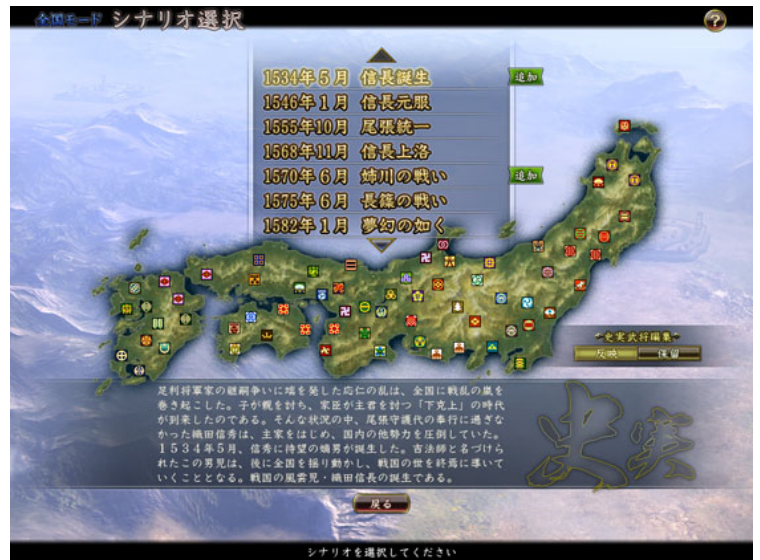 全国モード シナリオ選択
?
1534年5月 信長誕生 追加
1546年1月 信長元服
1555年10月 尾張統一
1568年11月 信長上洛
1570年6月 姉川の戦い 追加
1575年6月 長篠の戦い
1582年1月 夢幻の如く
史実武将編集
反映 保留
足利将軍家の継嗣争いに端を発した応仁の乱は、全国に戦乱の嵐を
巻き起こした。子が親を討ち、家臣が主君を討つ「下克上」の時代
が到来したのである。そんな状況の中、尾張守護代の奉行に過ぎな
かった織田信秀は、主家をはじめ、国内の他勢力を圧倒していた。
1534年5月、信秀に待望の嫡男が誕生した。吉法師と名づけら
れたこの男児は、後に全国を揺り動かし、戦国の世を終焉に導いて
いくこととなる。戦国の風雲児・織田信長の誕生である。
史実
戻る
シナリオを選択してください